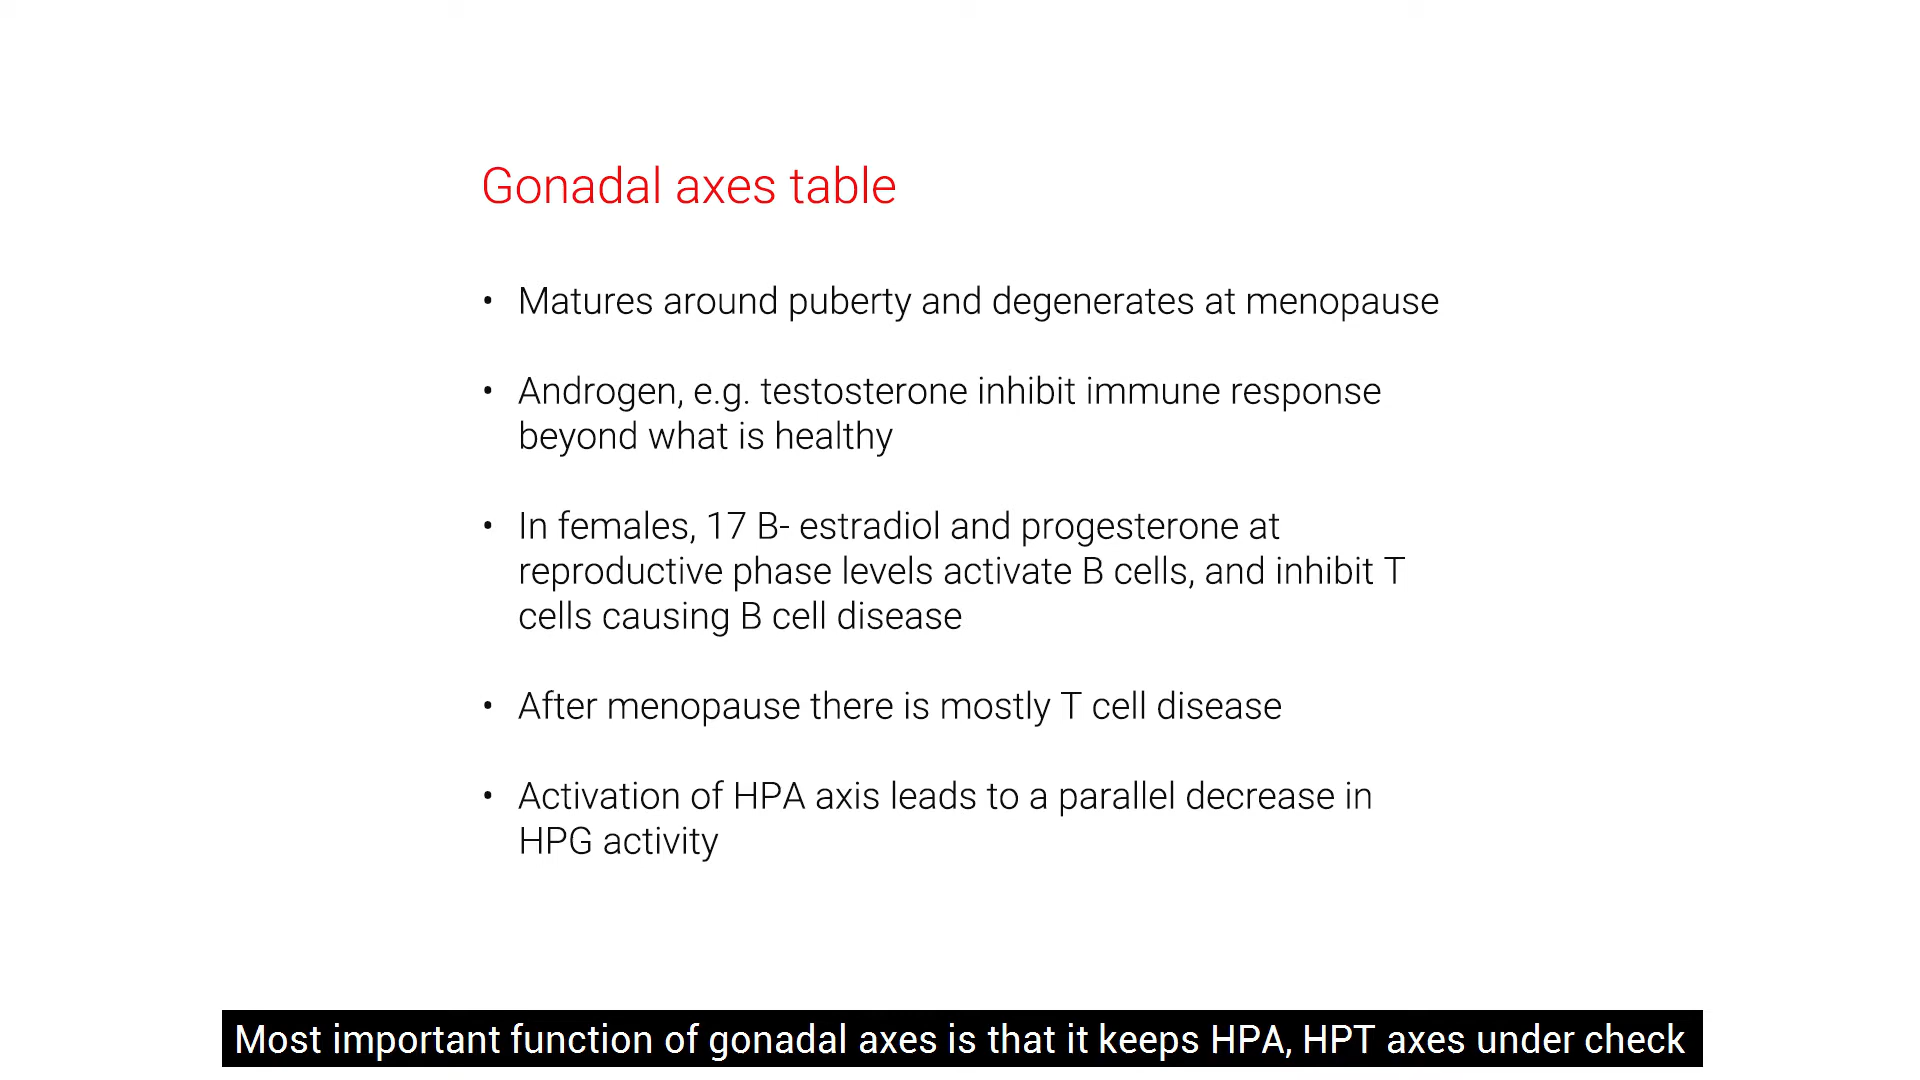 Gonadal axes table
• Matures around puberty and degenerates at menopause
• Androgen, e.g. testosterone inhibit immune response
beyond what is healthy
• In females, 17 B- estradiol and progesterone at
reproductive phase levels activate B cells, and inhibit T
cells causing B cell disease
• After menopause there is mostly T cell disease
• Activation of HPA axis leads to a parallel decrease in
HPG activity
Most important function of gonadal axes is that it keeps HPA, HPT axes under check